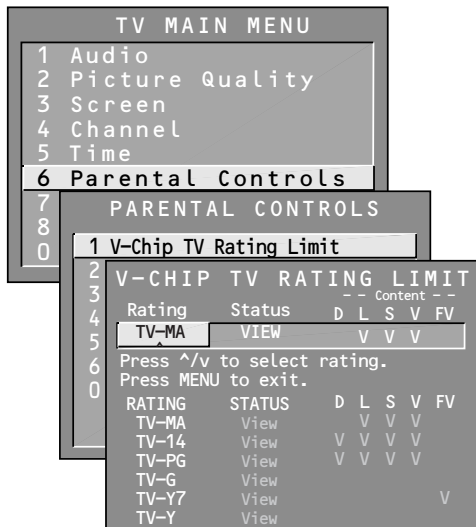 TV MAIN MENU
1 Audio
2 Picture Quality
3 Screen
4 Channel
5 Time
6 Parental Controls
7
8
0
PARENTAL CONTROLS
1 V-Chip TV Rating Limit
2
3
4
5
6
0
V-CHIP TV RATING LIMIT
-- Content --
Rating Status D L S V FV
TV-MA VIEW V V V
^
Press ^/v to select rating.
Press MENU to exit.
RATING STATUS D L S V FV
TV-MA View V V V
TV-14 View V V V V
TV-PG View V V V V
TV-G View
TV-Y7 View V
TV-Y View